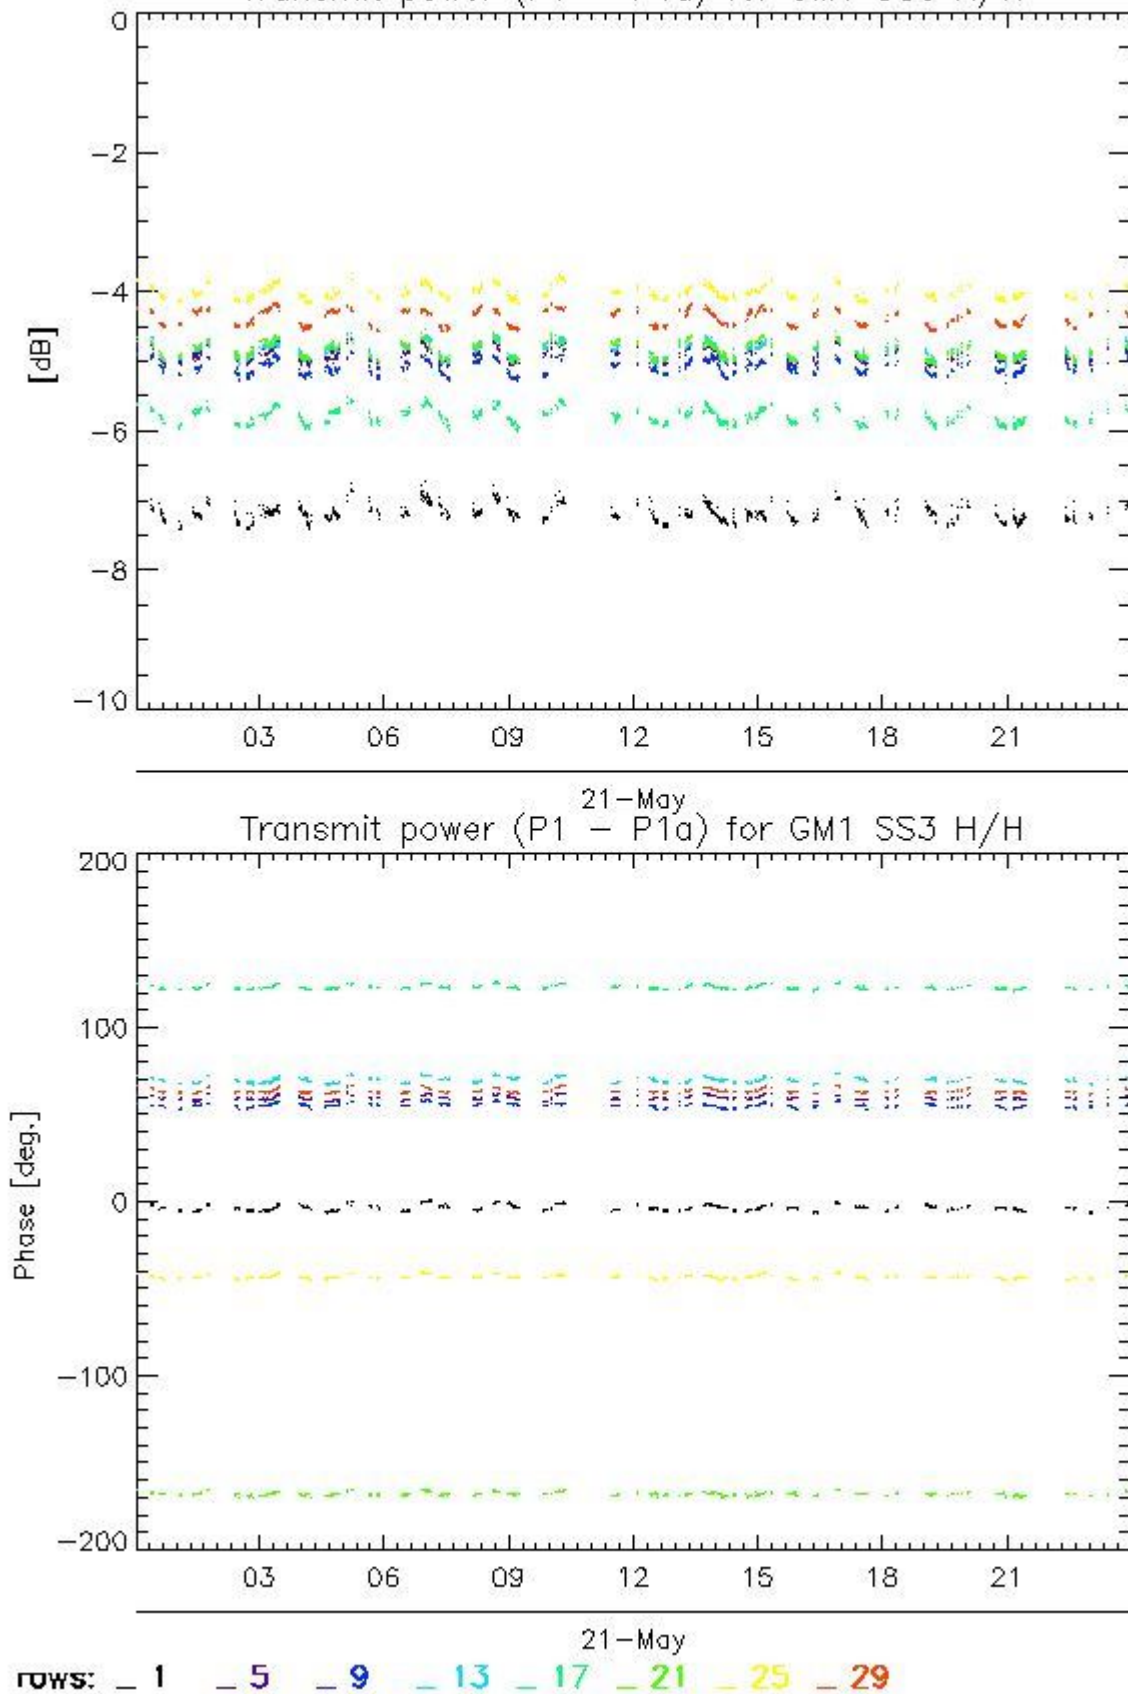 0
-2
-4
-6
-8
-10
[dB]
03 06 09 12 15 18 21
21-May
Transmit power (P1 - P1a) for GM1 SS3 H/H
200
100
0
-100
-200
Phase [deg.]
03 06 09 12 15 18 21
21-May
rows: _ 1 _ 5 _ 9 _ 13 _ 17 _ 21 _ 25 _ 29